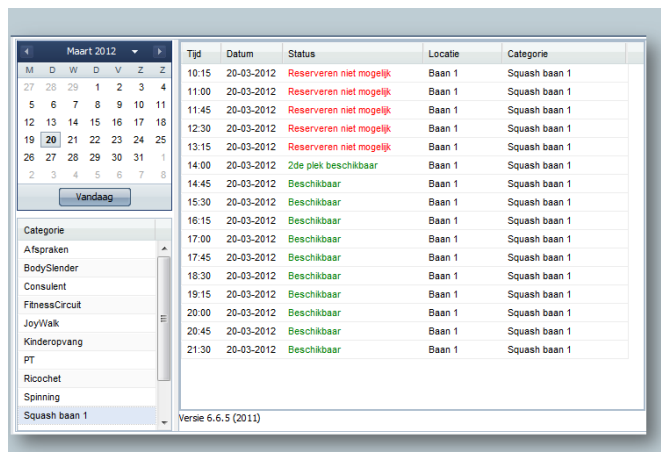 Maart 2012
M D W D V Z Z
27 28 29 1 2 3 4
5 6 7 8 9 10 11
12 13 14 15 16 17 18
19 20 21 22 23 24 25
26 27 28 29 30 31 1
2 3 4 5 6 7 8
Vandaag
Categorie
Afspraken
BodySlender
Consulent
FitnessCircuit
JoyWalk
Kinderopvang
PT
Ricochet
Spinning
Squash baan 1
Tijd Datum Status Locatie Categorie
10:15 20-03-2012 Reserveren niet mogelijk Baan 1 Squash baan 1
11:00 20-03-2012 Reserveren niet mogelijk Baan 1 Squash baan 1
11:45 20-03-2012 Reserveren niet mogelijk Baan 1 Squash baan 1
12:30 20-03-2012 Reserveren niet mogelijk Baan 1 Squash baan 1
13:15 20-03-2012 Reserveren niet mogelijk Baan 1 Squash baan 1
14:00 20-03-2012 2de plek beschikbaar Baan 1 Squash baan 1
14:45 20-03-2012 Beschikbaar Baan 1 Squash baan 1
15:30 20-03-2012 Beschikbaar Baan 1 Squash baan 1
16:15 20-03-2012 Beschikbaar Baan 1 Squash baan 1
17:00 20-03-2012 Beschikbaar Baan 1 Squash baan 1
17:45 20-03-2012 Beschikbaar Baan 1 Squash baan 1
18:30 20-03-2012 Beschikbaar Baan 1 Squash baan 1
19:15 20-03-2012 Beschikbaar Baan 1 Squash baan 1
20:00 20-03-2012 Beschikbaar Baan 1 Squash baan 1
20:45 20-03-2012 Beschikbaar Baan 1 Squash baan 1
21:30 20-03-2012 Beschikbaar Baan 1 Squash baan 1
Versie 6.6.5 (2011)